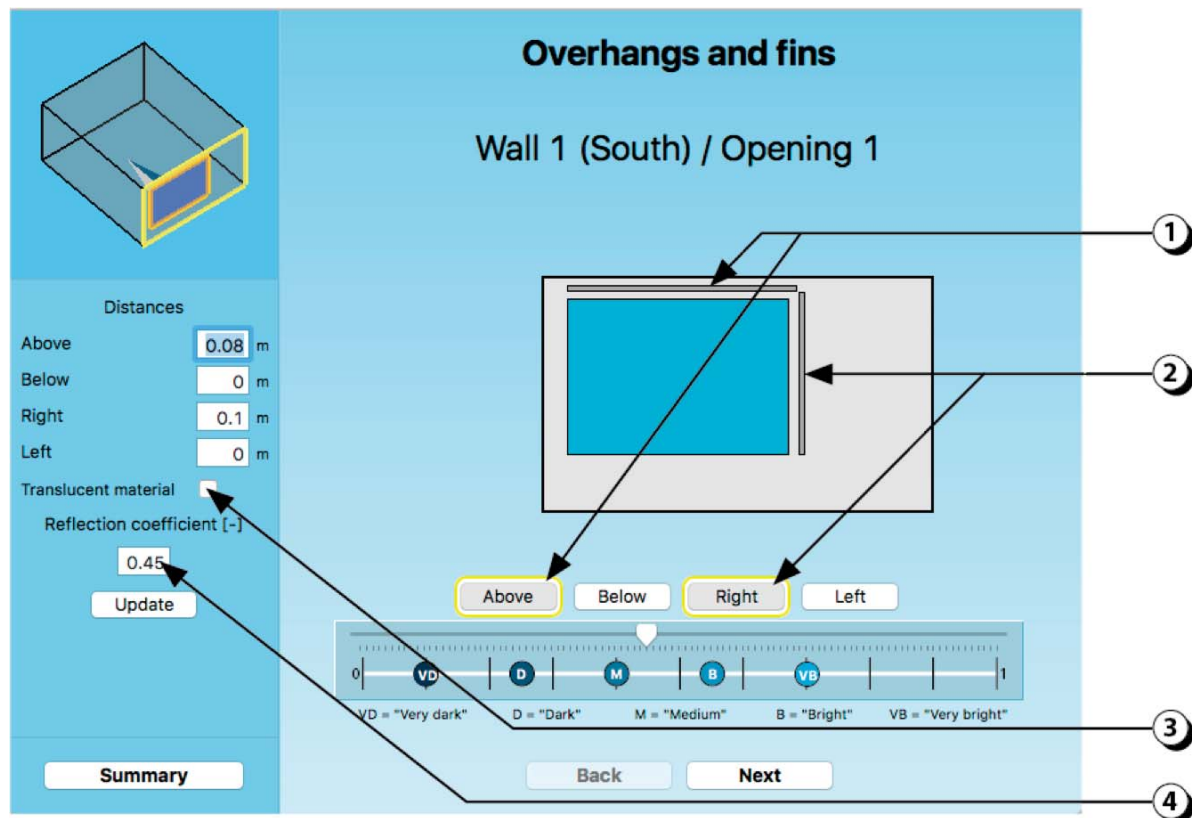 Overhangs and fins
Wall 1 (South) / Opening 1
1
Distances
Above 0.08 m
Below 0 m
2
Right 0.1 m
Left 0 m
Translucent material
Reflection coefficient [-]
0.45
Update
Above Below Right Left
0 VD D M B VB 1
VD = "Very dark" D = "Dark" M = "Medium" B = "Bright" VB = "Very bright"
3
Summary Back Next
4